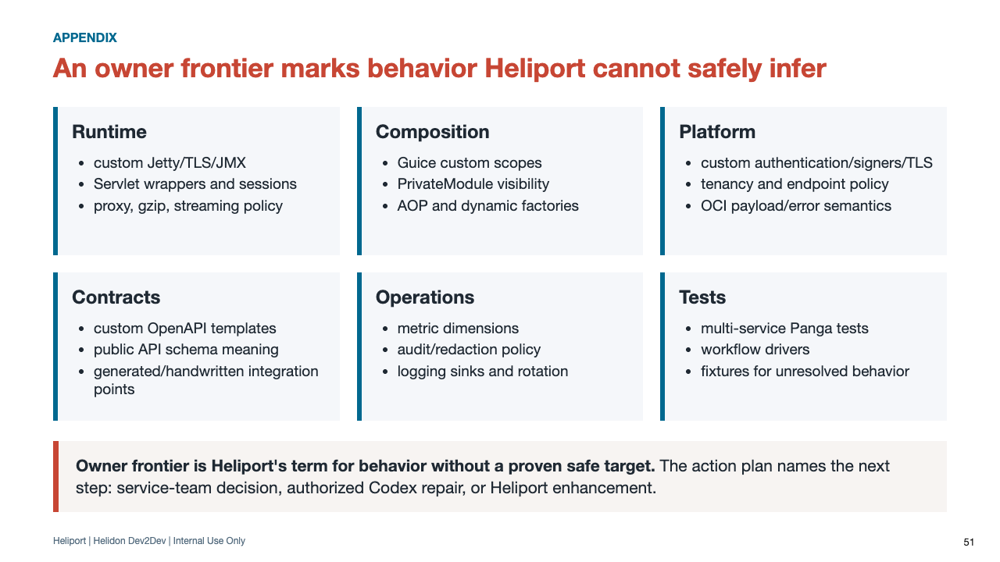 APPENDIX
An owner frontier marks behavior Heliport cannot safely infer
Runtime
• custom Jetty/TLS/JMX
• Servlet wrappers and sessions
• proxy, gzip, streaming policy
Composition
• Guice custom scopes
• PrivateModule visibility
• AOP and dynamic factories
Platform
• custom authentication/signers/TLS
• tenancy and endpoint policy
• OCI payload/error semantics
Contracts
• custom OpenAPI templates
• public API schema meaning
• generated/handwritten integration
points
Operations
• metric dimensions
• audit/redaction policy
• logging sinks and rotation
Tests
• multi-service Panga tests
• workflow drivers
• fixtures for unresolved behavior
Owner frontier is Heliport's term for behavior without a proven safe target. The action plan names the next
step: service-team decision, authorized Codex repair, or Heliport enhancement.
Heliport | Helidon Dev2Dev | Internal Use Only
51